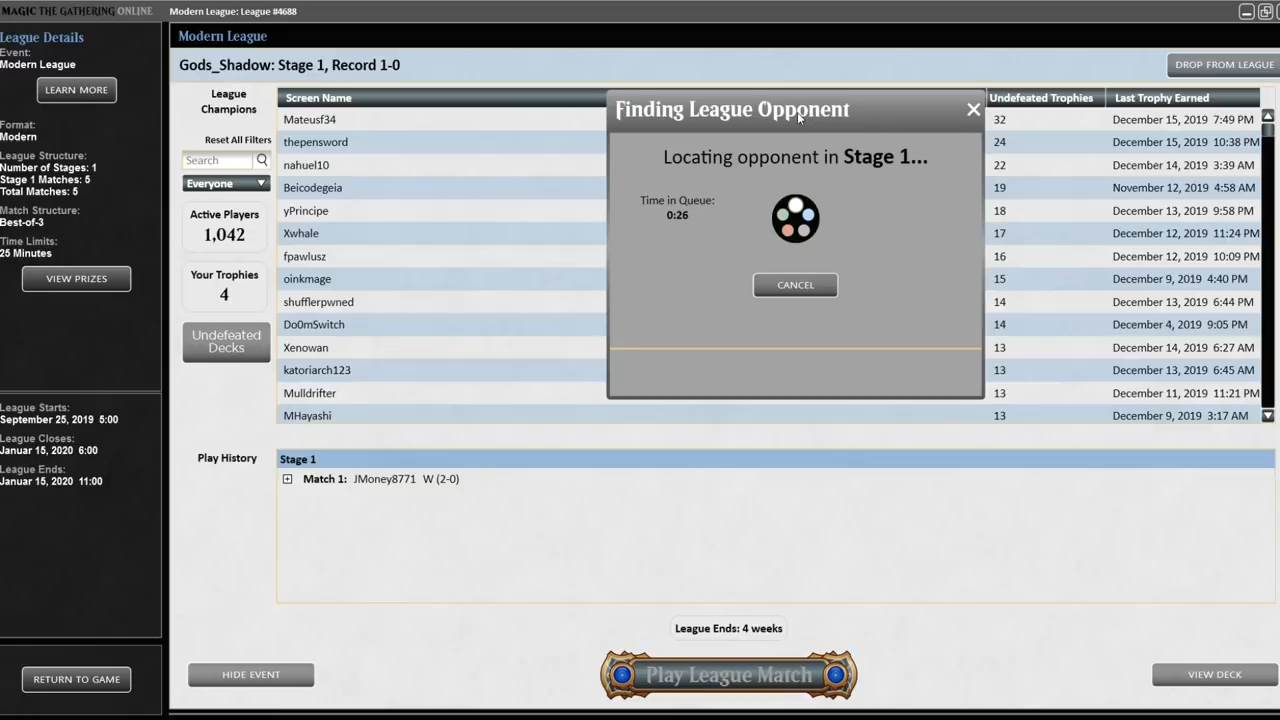 MAGIC THE GATHERING ONLINE
Modern League: League #4688
League Details
Event:
Modern League
LEARN MORE
Format:
Modern
League Structure:
Number of Stages: 1
Stage 1 Matches: 5
Total Matches: 5
Match Structure:
Best-of-3
Time Limits:
25 Minutes
VIEW PRIZES
League Starts:
September 25, 2019 5:00
League Closes:
Januar 15, 2020 6:00
League Ends:
Januar 15, 2020 11:00
RETURN TO GAME
Modern League
Gods_Shadow: Stage 1, Record 1-0
DROP FROM LEAGUE
League
Champions
Reset All Filters
Search
Everyone
Active Players
1,042
Your Trophies
4
Undefeated
Decks
Screen Name Undefeated Trophies Last Trophy Earned
Mateusf34 32 December 15, 2019 7:49 PM
thepensword 24 December 15, 2019 10:38 PM
nahuel10 22 December 14, 2019 3:39 AM
Beicodegeia 19 November 12, 2019 4:58 AM
yPrincipe 18 December 13, 2019 9:58 PM
Xwhale 17 December 12, 2019 11:24 PM
fpawlusz 16 December 12, 2019 10:09 PM
oinkmage 15 December 9, 2019 4:40 PM
shufflerpwned 14 December 13, 2019 6:44 PM
Do0mSwitch 14 December 4, 2019 9:05 PM
Xenowan 13 December 14, 2019 6:27 AM
katoriarch123 13 December 13, 2019 6:45 AM
Mulldrifter 13 December 11, 2019 11:21 PM
MHayashi 13 December 9, 2019 3:17 AM
Finding League Opponent
Locating opponent in Stage 1...
Time in Queue:
0:26
CANCEL
Play History
Stage 1
Match 1: JMoney8771 W (2-0)
League Ends: 4 weeks
HIDE EVENT
Play League Match
VIEW DECK